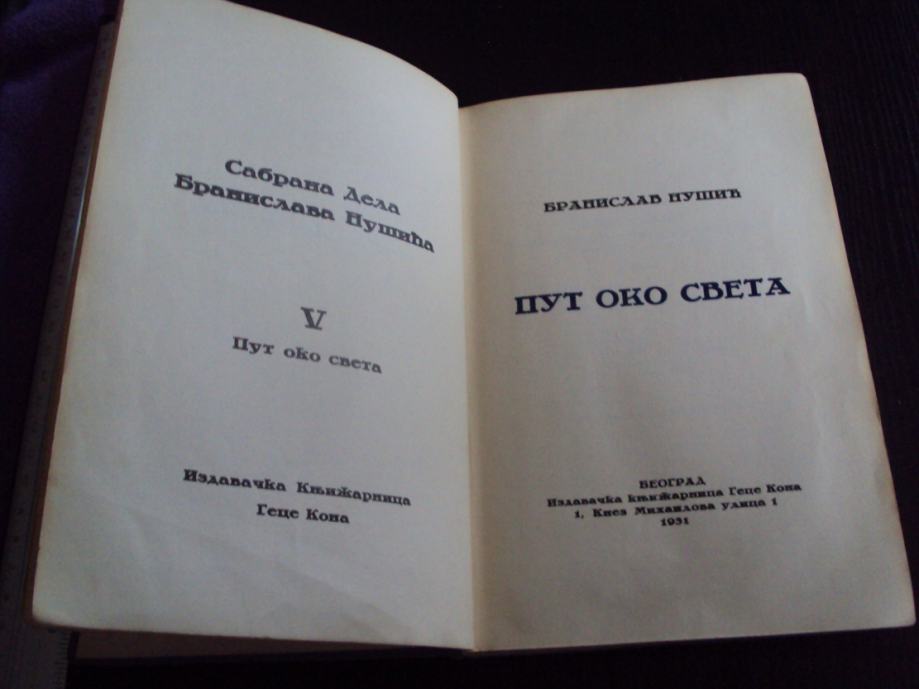 Сабрана Дела
Бранислава Нушића
V
Пут око света
Издавачка Књижарница
Геце Кона
БРАНИСЛАВ НУШИЋ
ПУТ ОКО СВЕТА
БЕОГРАД
Издавачка књижарница Геце Кона
1, Кнез Михаилова улица 1
1931